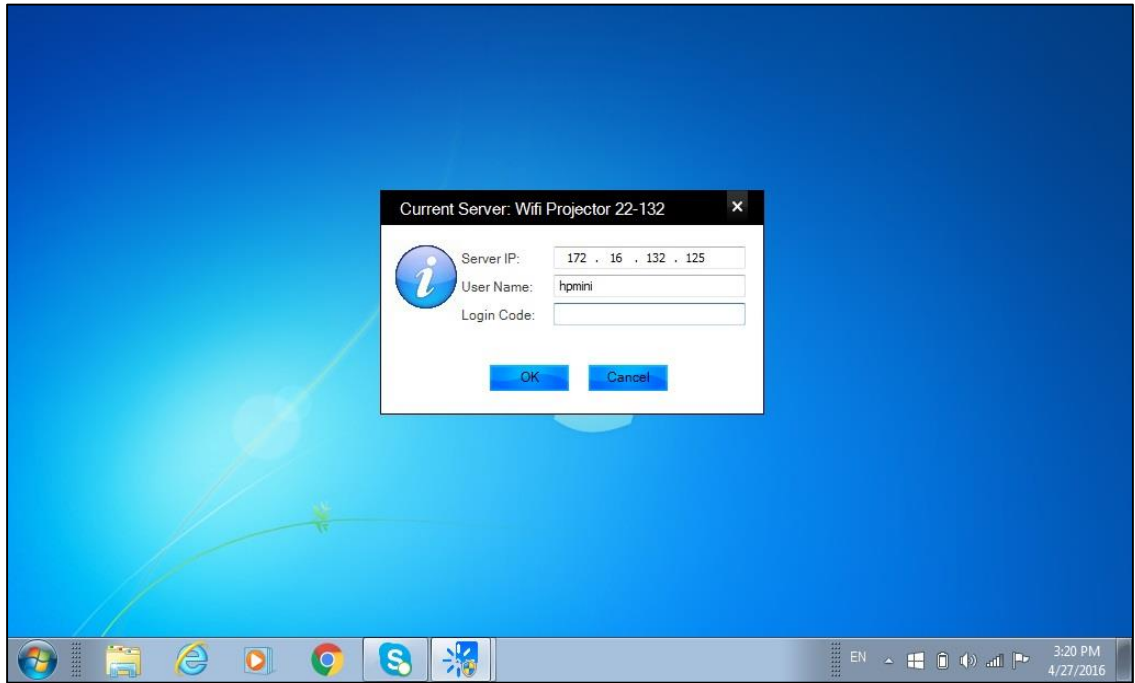 Current Server: Wifi Projector 22-132
Server IP: 172 . 16 . 132 . 125
User Name: hpmini
Login Code:
OK Cancel
EN 3:20 PM
4/27/2016